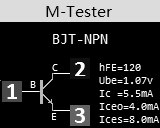 M-Tester
BJT-NPN
C 2 hFE=120
Ube=1.07v
1 B Ic =5.5mA
Iceo=4.0mA
E 3 Ices=8.0mA